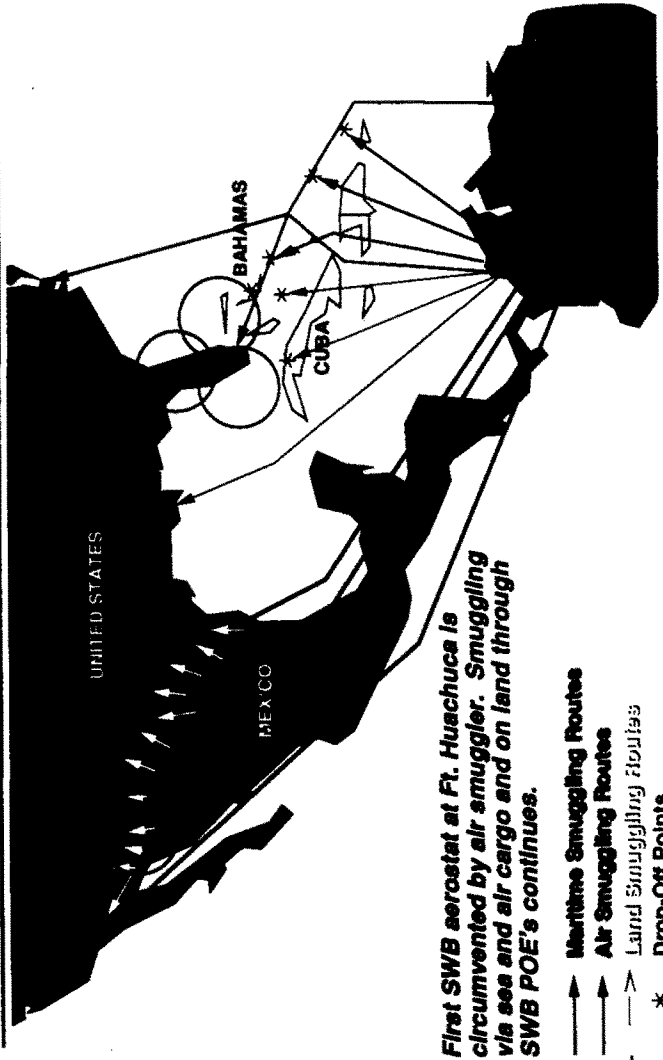 UNITED STATES
MEXICO
BAHAMAS
CUBA
First SWB aerostat at Ft. Huachuca is
circumvented by air smuggler. Smuggling
via sea and air cargo and on land through
SWB POE's continues.
Maritime Smuggling Routes
Air Smuggling Routes
Land Smuggling Routes
* Drop-Off Points